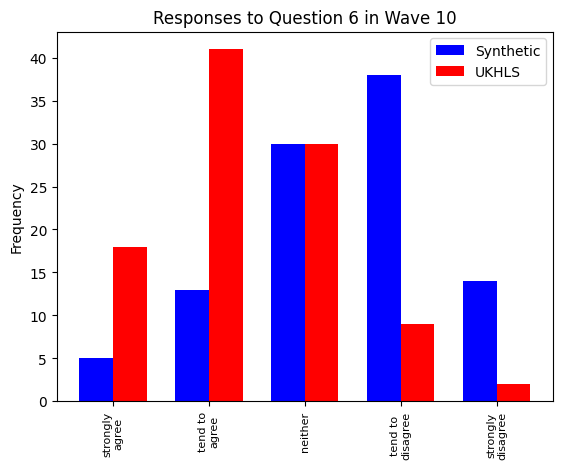 Responses to Question 6 in Wave 10
Synthetic
UKHLS
Frequency
40
35
30
25
20
15
10
5
0
strongly
agree
tend to
agree
neither
tend to
disagree
strongly
disagree